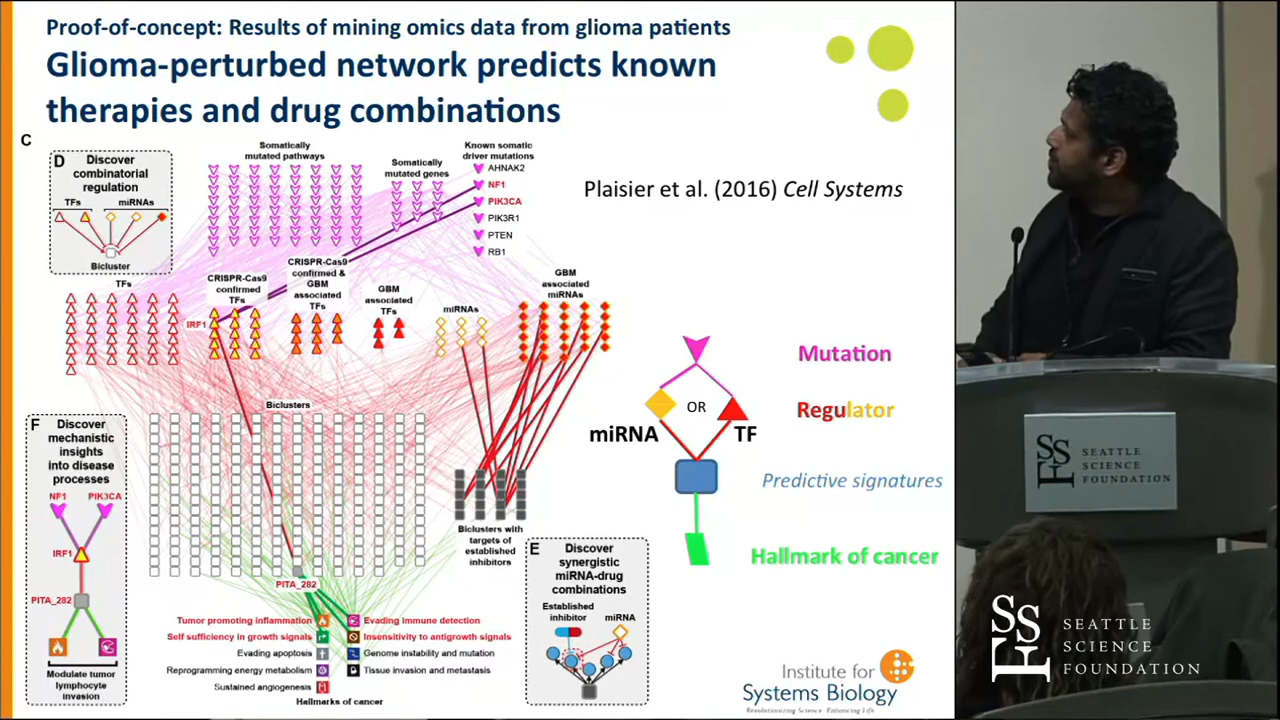 Proof-of-concept: Results of mining omics data from glioma patients
Glioma-perturbed network predicts known
therapies and drug combinations
Plaisier et al. (2016) Cell Systems
C
D
Discover
combinatorial
regulation
TFs
miRNAs
Bicluster
Somatically
mutated pathways
Somatically
mutated genes
Known somatic
driver mutations
AHNAK2
NF1
PIK3CA
PIK3R1
PTEN
RB1
TFs
CRISPR-Cas9
confirmed
TFs
CRISPR-Cas9
confirmed &
GBM
associated
TFs
GBM
associated
TFs
miRNAs
GBM
associated
miRNAs
IRF1
Biclusters
Biclusters with
targets of
established
inhibitors
PITA_282
F
Discover
mechanistic
insights
into disease
processes
NF1
PIK3CA
IRF1
PITA_282
Modulate tumor
lymphocyte
invasion
Tumor promoting inflammation
Evading immune detection
Self sufficiency in growth signals
Insensitivity to antigrowth signals
Evading apoptosis
Genome instability and mutation
Reprogramming energy metabolism
Tissue invasion and metastasis
Sustained angiogenesis
Hallmarks of cancer
E
Discover
synergistic
miRNA-drug
combinations
Established
inhibitor
miRNA
Mutation
OR
Regulator
miRNA
TF
Predictive signatures
Hallmark of cancer
Institute for
Systems Biology
Revolutionizing Science. Enhancing Life.
SSF
SEATTLE
SCIENCE
FOUNDATION
SSF
SEATTLE
SCIENCE
FOUNDATION